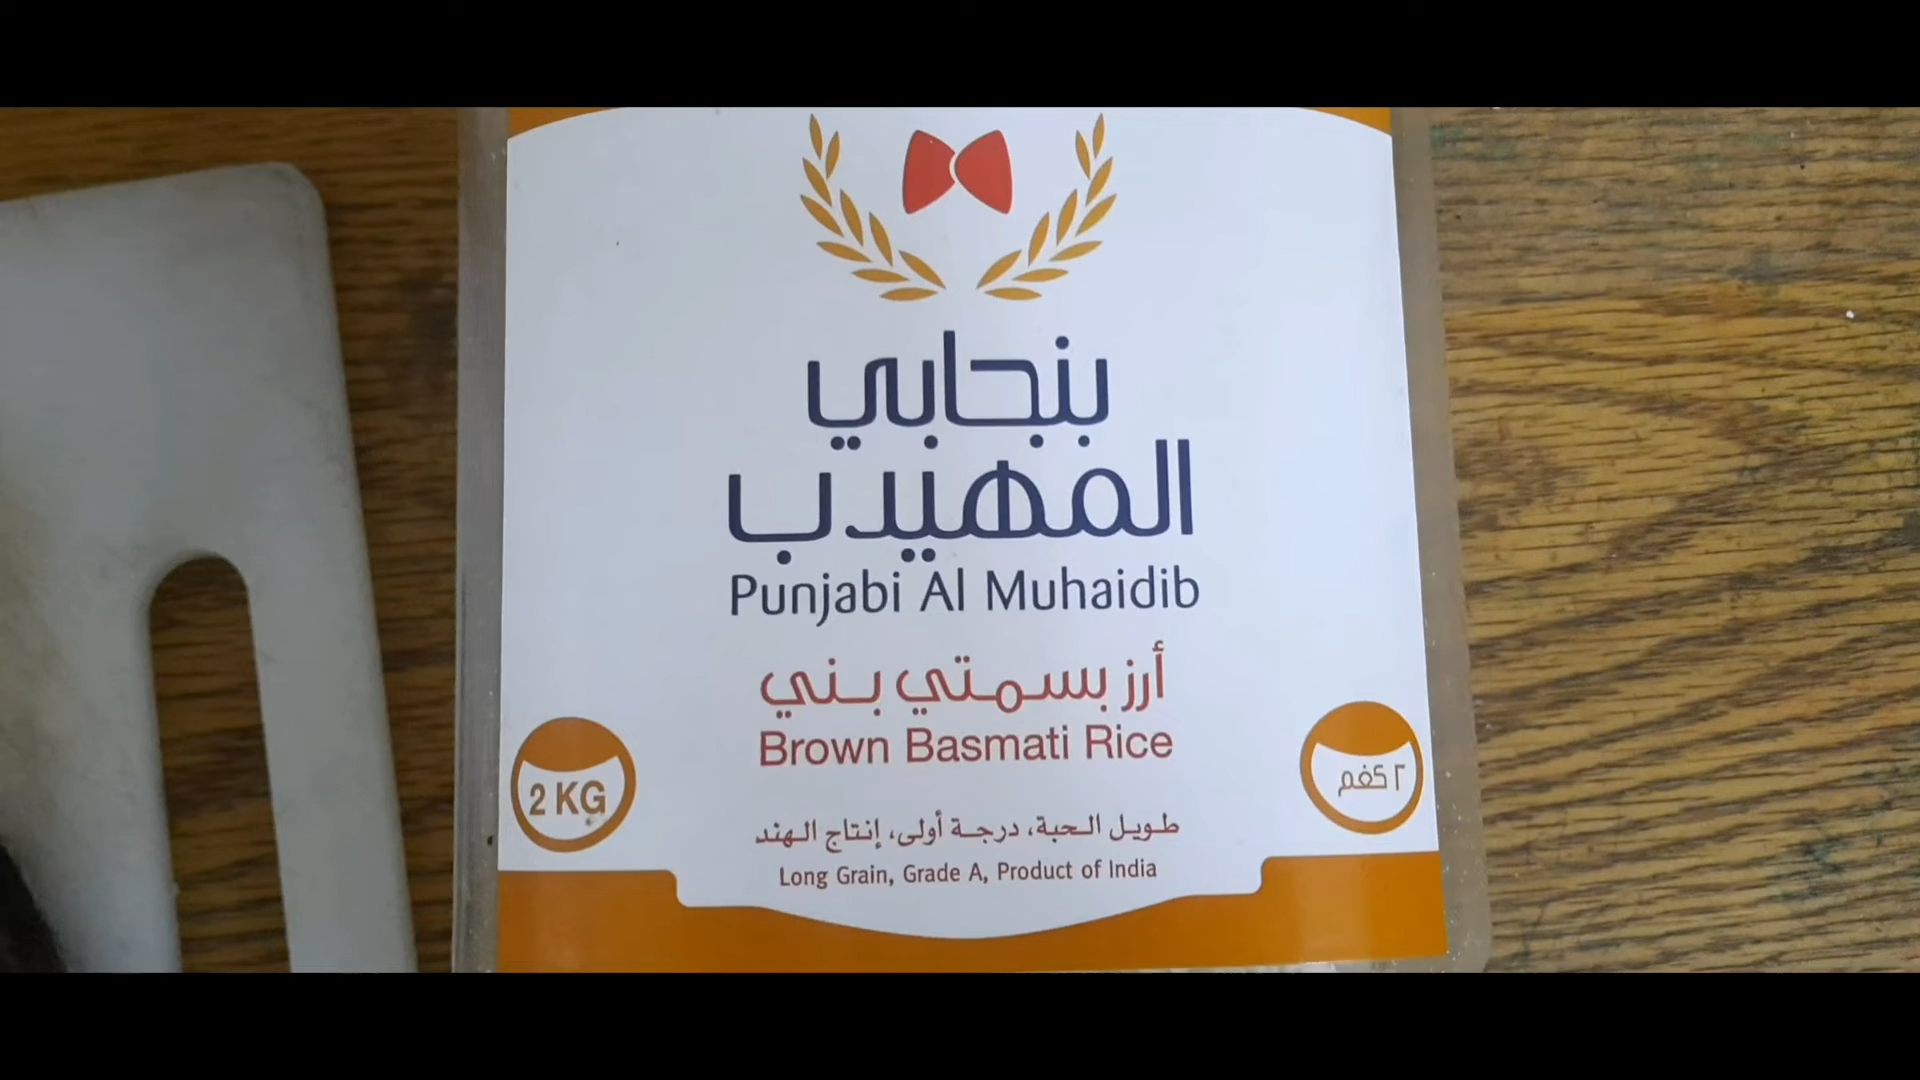 بنجابي
المهيدب
Punjabi Al Muhaidib
أرز بسمتي بني
Brown Basmati Rice
2 KG
٢ كغم
طويل الحبة، درجة أولى، إنتاج الهند
Long Grain, Grade A, Product of India